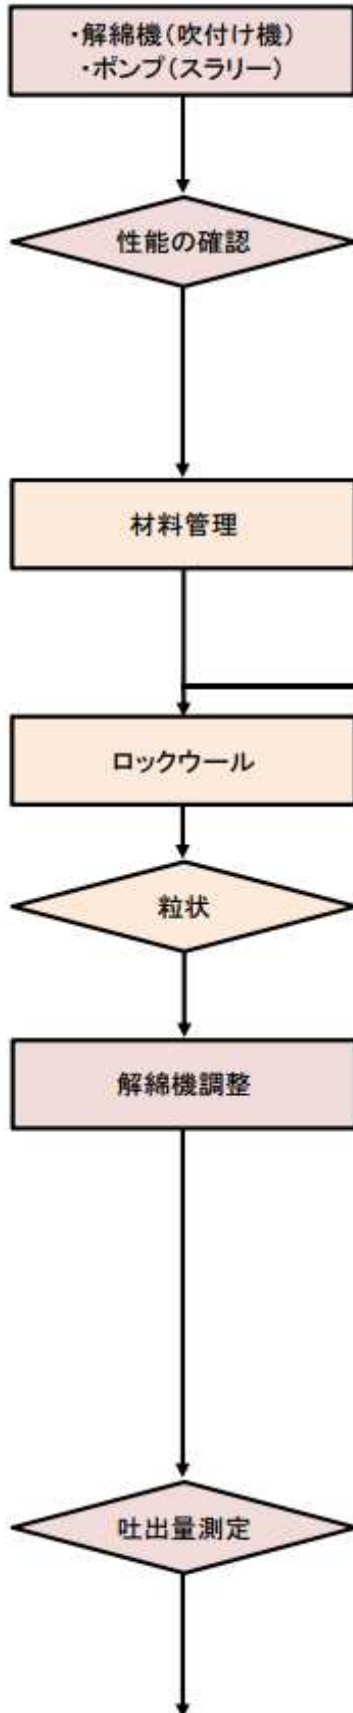 ・解綿機(吹付け機)
・ポンプ(スラリー)
性能の確認
材料管理
ロックウール
粒状
解綿機調整
吐出量測定